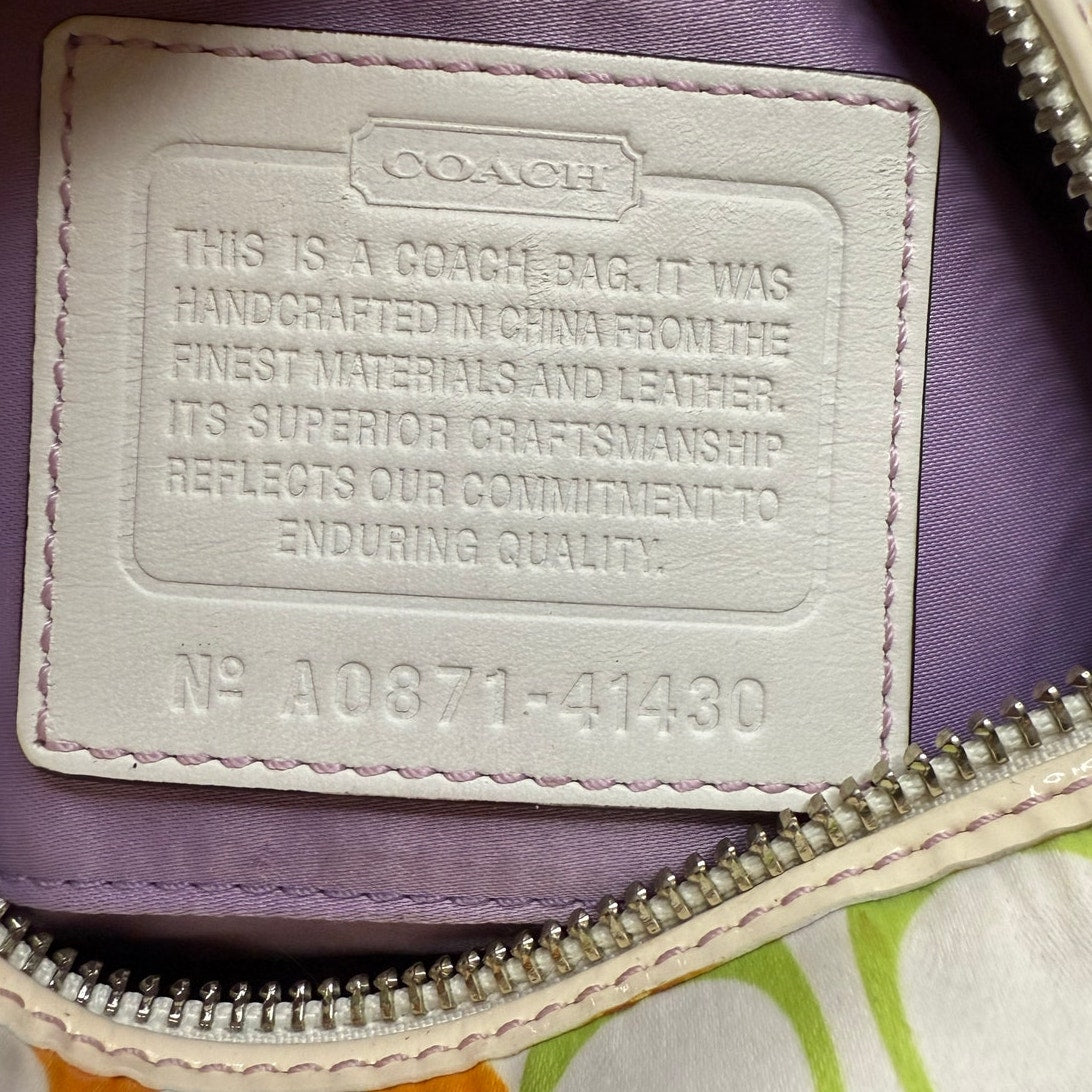 COACH
THIS IS A COACH BAG. IT WAS
HANDCRAFTED IN CHINA FROM THE
FINEST MATERIALS AND LEATHER.
ITS SUPERIOR CRAFTSMANSHIP
REFLECTS OUR COMMITMENT TO
ENDURING QUALITY.
Nº A0871-41430